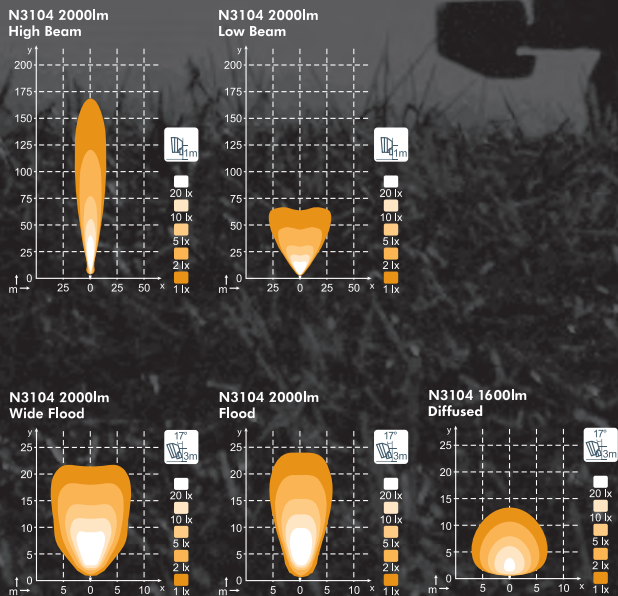 N3104 2000lm
High Beam
y
200
175
150
125
100
75
50
25
0
m
25 0 25 50 x
1m
20 lx
10 lx
5 lx
2 lx
1 lx
N3104 2000lm
Low Beam
y
200
175
150
125
100
75
50
25
0
m
25 0 25 50 x
1m
20 lx
10 lx
5 lx
2 lx
1 lx
N3104 2000lm
Wide Flood
y
25
20
15
10
5
0
m
5 0 5 10 x
17°
3m
20 lx
10 lx
5 lx
2 lx
1 lx
N3104 2000lm
Flood
y
25
20
15
10
5
0
m
5 0 5 10 x
17°
3m
20 lx
10 lx
5 lx
2 lx
1 lx
N3104 1600lm
Diffused
y
25
20
15
10
5
0
m
5 0 5 10 x
17°
3m
20 lx
10 lx
5 lx
2 lx
1 lx